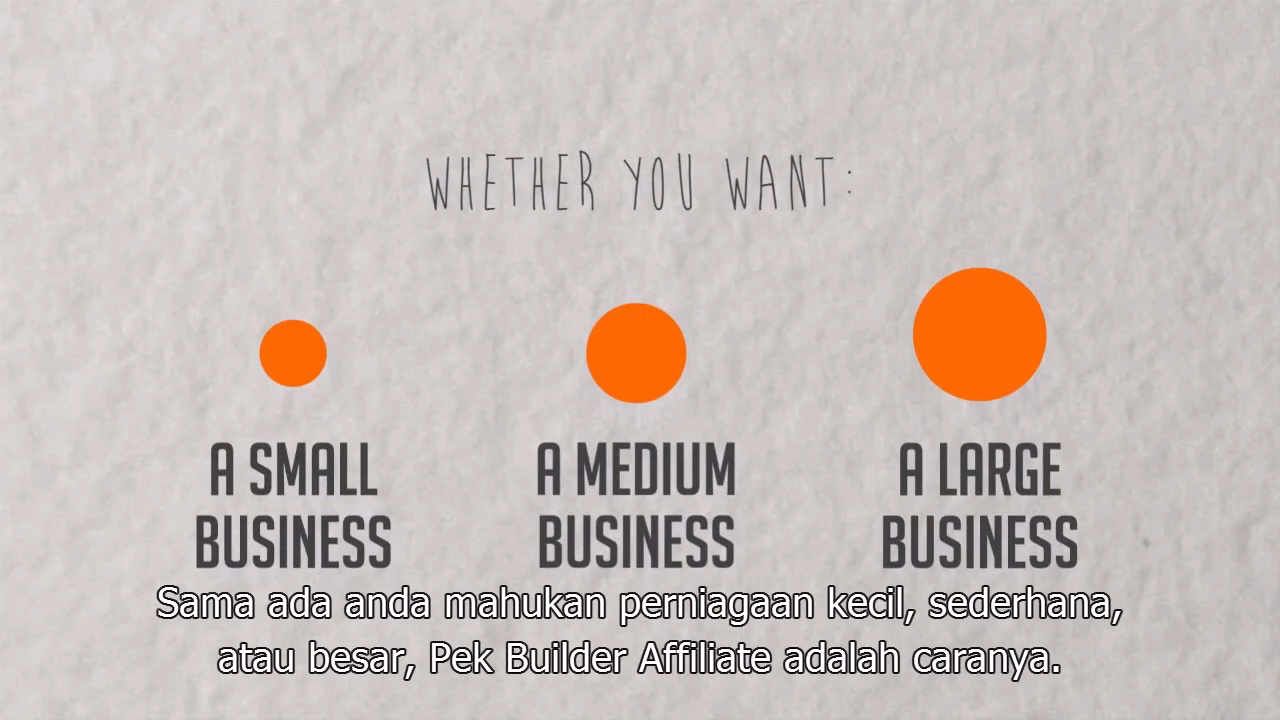 WHETHER YOU WANT:
A SMALL
BUSINESS
A MEDIUM
BUSINESS
A LARGE
BUSINESS
Sama ada anda mahukan perniagaan kecil, sederhana,
atau besar, Pek Builder Affiliate adalah caranya.